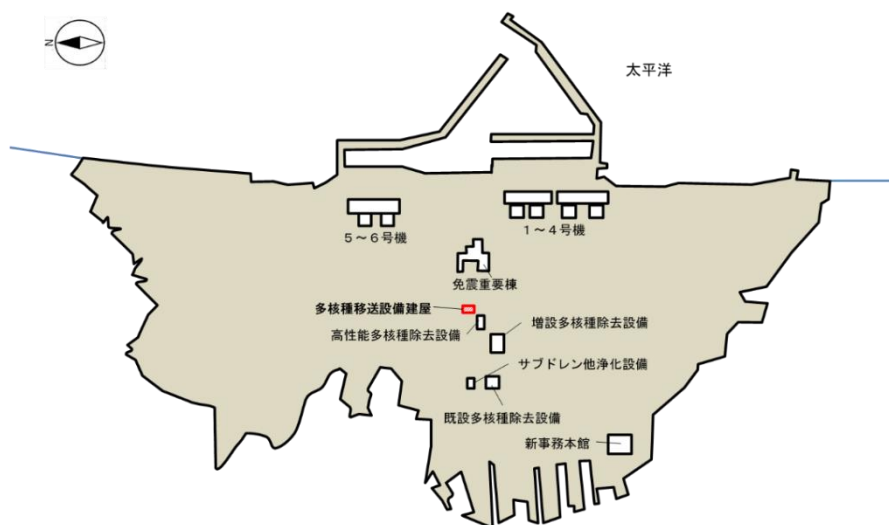 N
太平洋
5~6号機
1~4号機
免震重要棟
多核種移送設備建屋
高性能多核種除去設備
増設多核種除去設備
サブドレン他浄化設備
既設多核種除去設備
新事務本館